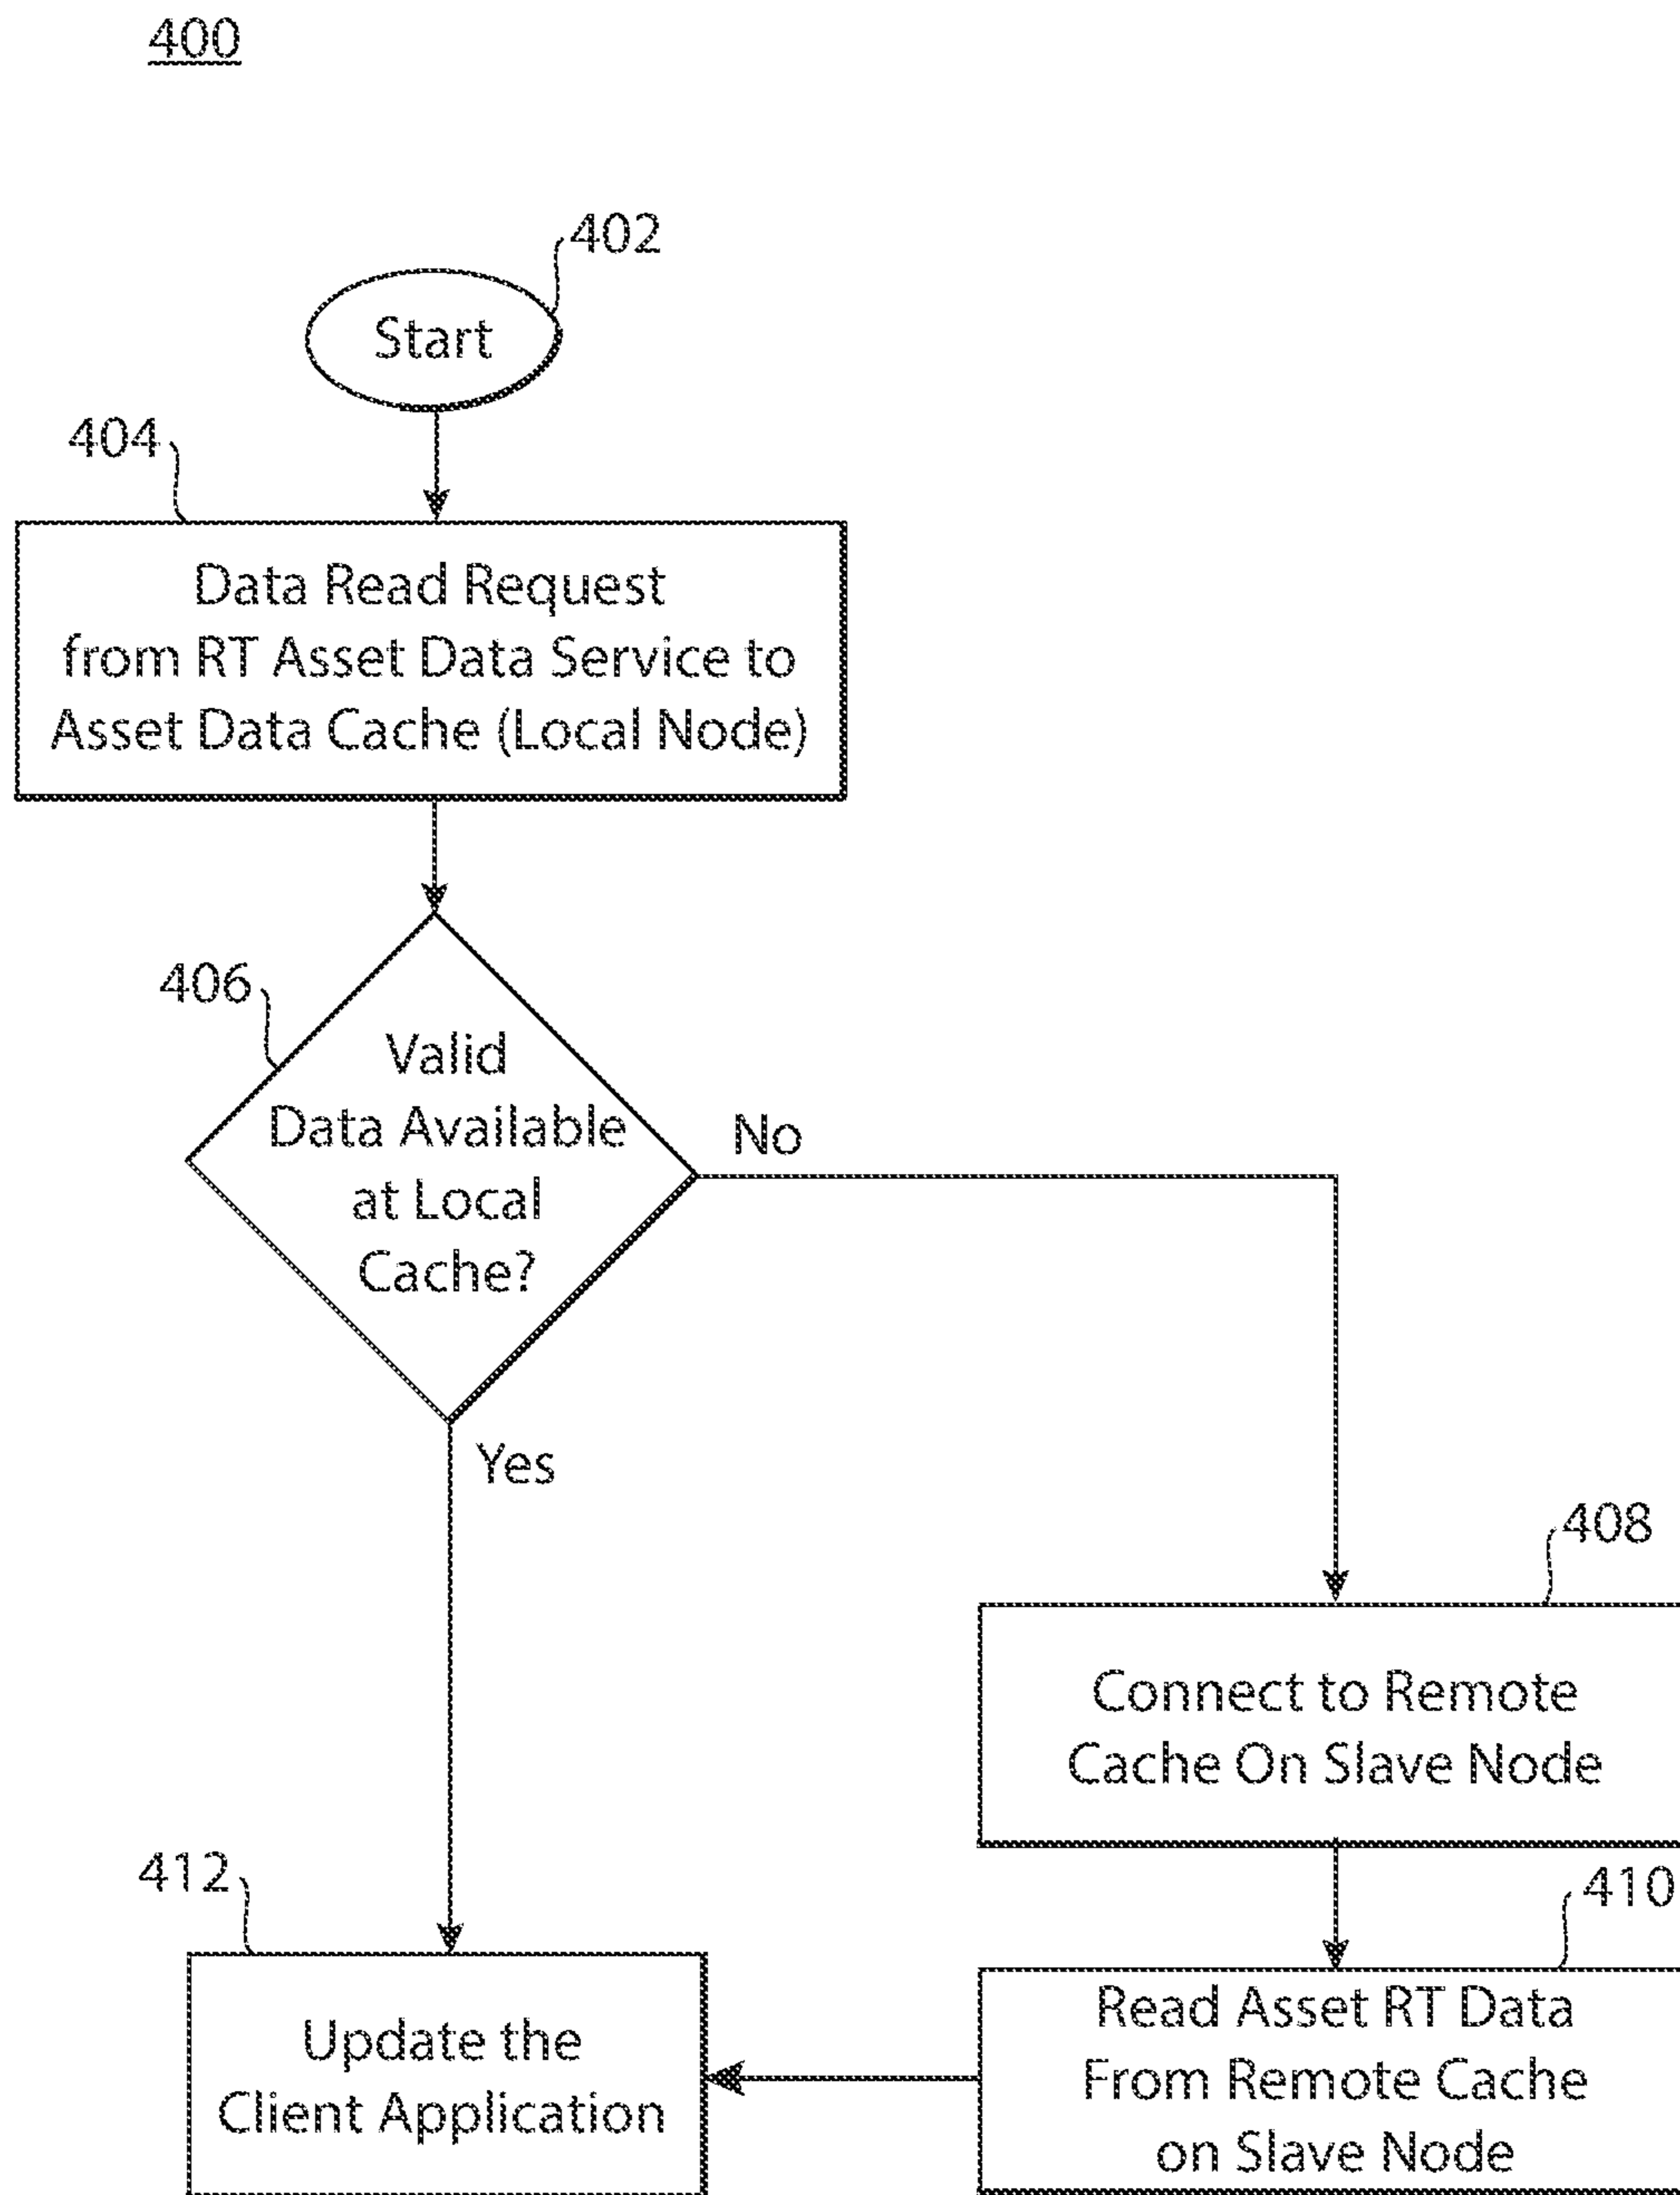 400
402
Start
404
Data Read Request
from RT Asset Data Service to
Asset Data Cache (Local Node)
406
Valid
Data Available
at Local
Cache?
No
Yes
408
Connect to Remote
Cache On Slave Node
412
410
Update the
Client Application
Read Asset RT Data
From Remote Cache
on Slave Node